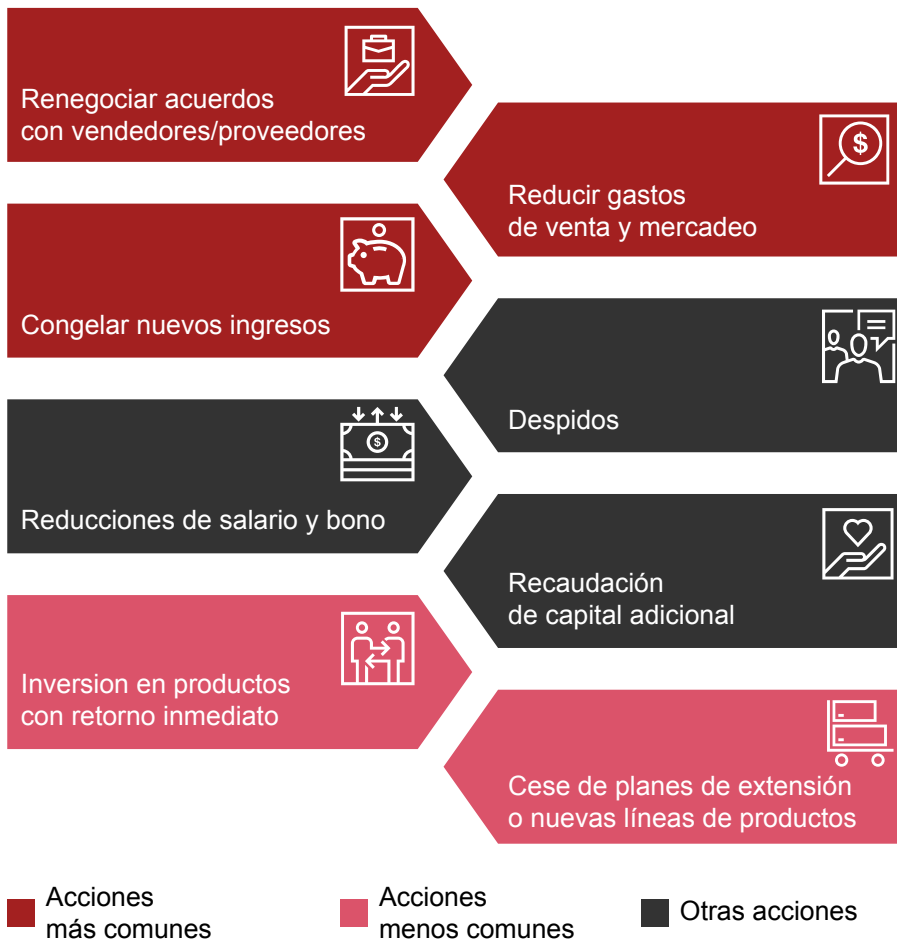 Renegociar acuerdos
con vendedores/proveedores
$
Reducir gastos
de venta y mercadeo
Congelar nuevos ingresos
Despidos
$
Reducciones de salario y bono
Recaudación
de capital adicional
Inversion en productos
con retorno inmediato
Cese de planes de extensión
o nuevas líneas de productos
Acciones
más comunes
Acciones
menos comunes
Otras acciones